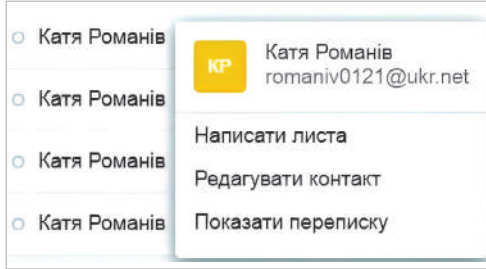 Катя Романів
Катя Романів
Катя Романів
Катя Романів
КР
Катя Романів
romaniv0121@ukr.net
Написати листа
Редагувати контакт
Показати переписку